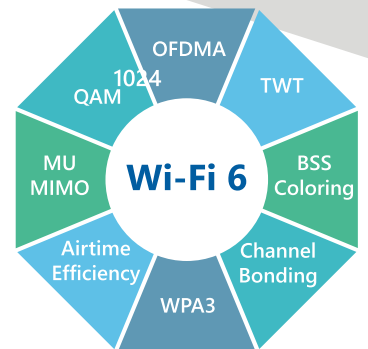 OFDMA
1024
QAM
TWT
MU
MIMO
Wi-Fi 6
BSS
Coloring
Airtime
Efficiency
Channel
Bonding
WPA3